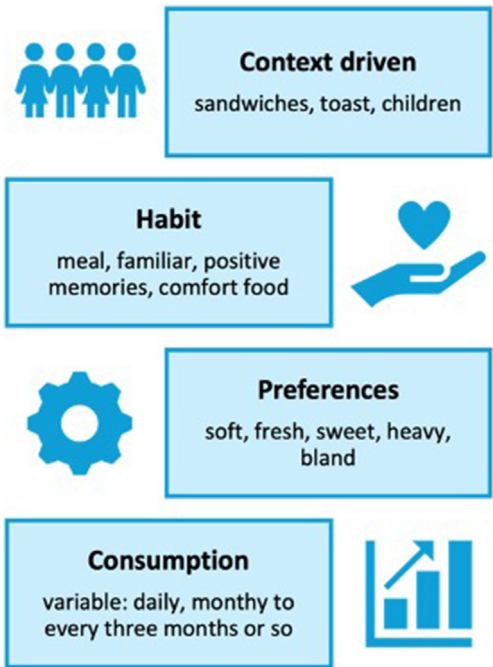 Context driven
sandwiches, toast, children
Habit
meal, familiar, positive
memories, comfort food
Preferences
soft, fresh, sweet, heavy,
bland
Consumption
variable: daily, monthy to
every three months or so